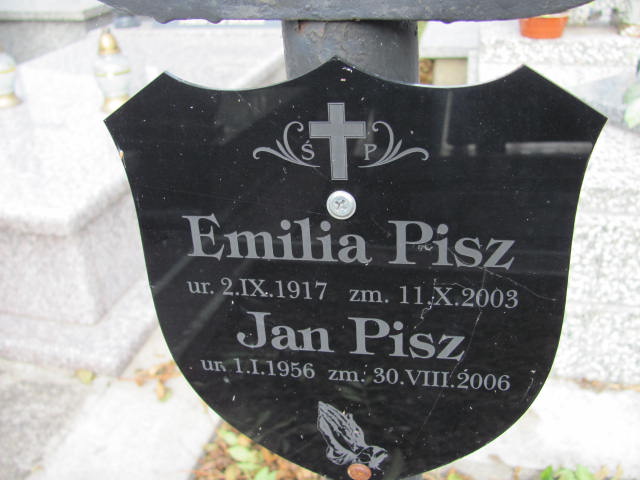 Ś P
Emilia Pisz
ur. 2.IX.1917 zm. 11.X.2003
Jan Pisz
ur. 1.I.1956 zm. 30.VIII.2006